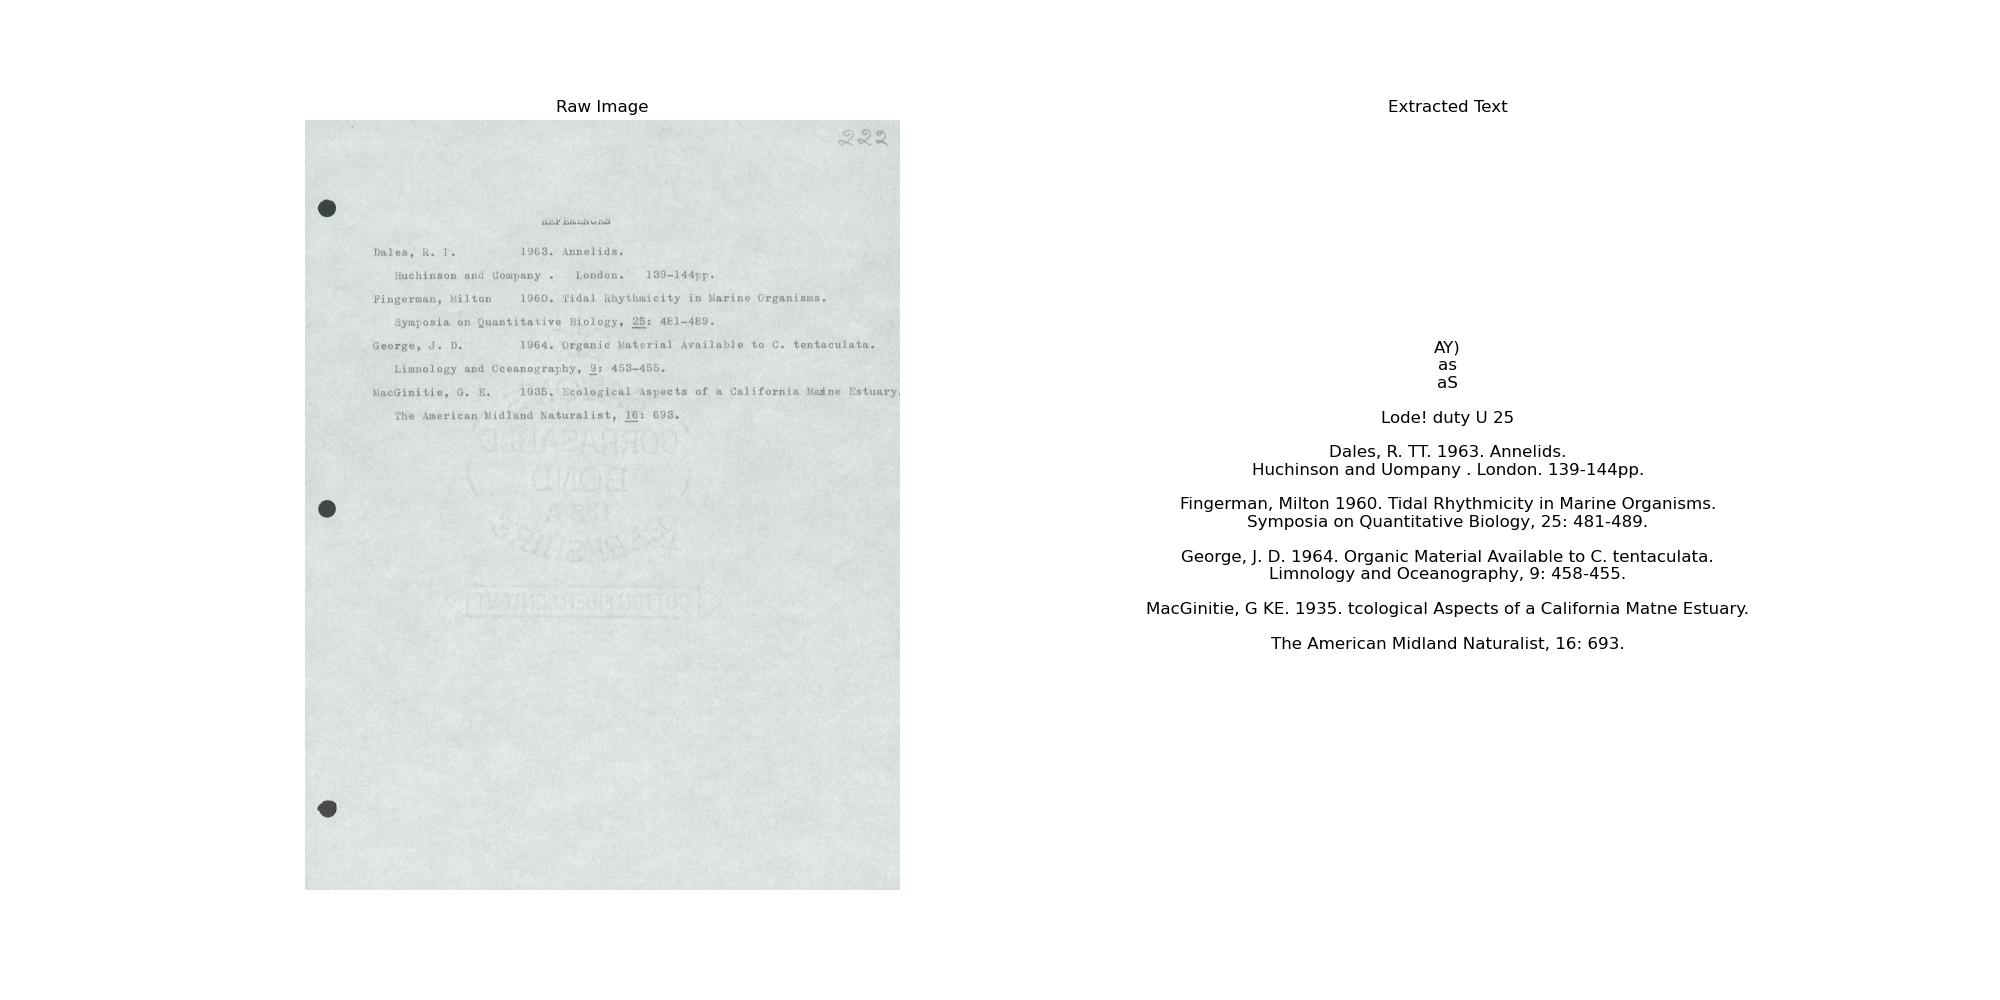 Raw Image
222
REFERENCES
Dales, R. P. 1963. Annelids.
Huchinson and Company . London. 139-144pp.
Fingerman, Milton 1960. Tidal Rhythmicity in Marine Organisms.
Symposia on Quantitative Biology, 25: 481-489.
George, J. D. 1964. Organic Material Available to C. tentaculata.
Limnology and Oceanography, 9: 453-455.
MacGinitie, G. E. 1935. Ecological Aspects of a California Maine Estuary.
The American Midland Naturalist, 16: 693.
CORRASABLE
BOND
COTTON FIBER CONTENT
Extracted Text
AY)
as
aS
Lode! duty U 25
Dales, R. TT. 1963. Annelids.
Huchinson and Uompany . London. 139-144pp.
Fingerman, Milton 1960. Tidal Rhythmicity in Marine Organisms.
Symposia on Quantitative Biology, 25: 481-489.
George, J. D. 1964. Organic Material Available to C. tentaculata.
Limnology and Oceanography, 9: 458-455.
MacGinitie, G KE. 1935. tcological Aspects of a California Matne Estuary.
The American Midland Naturalist, 16: 693.